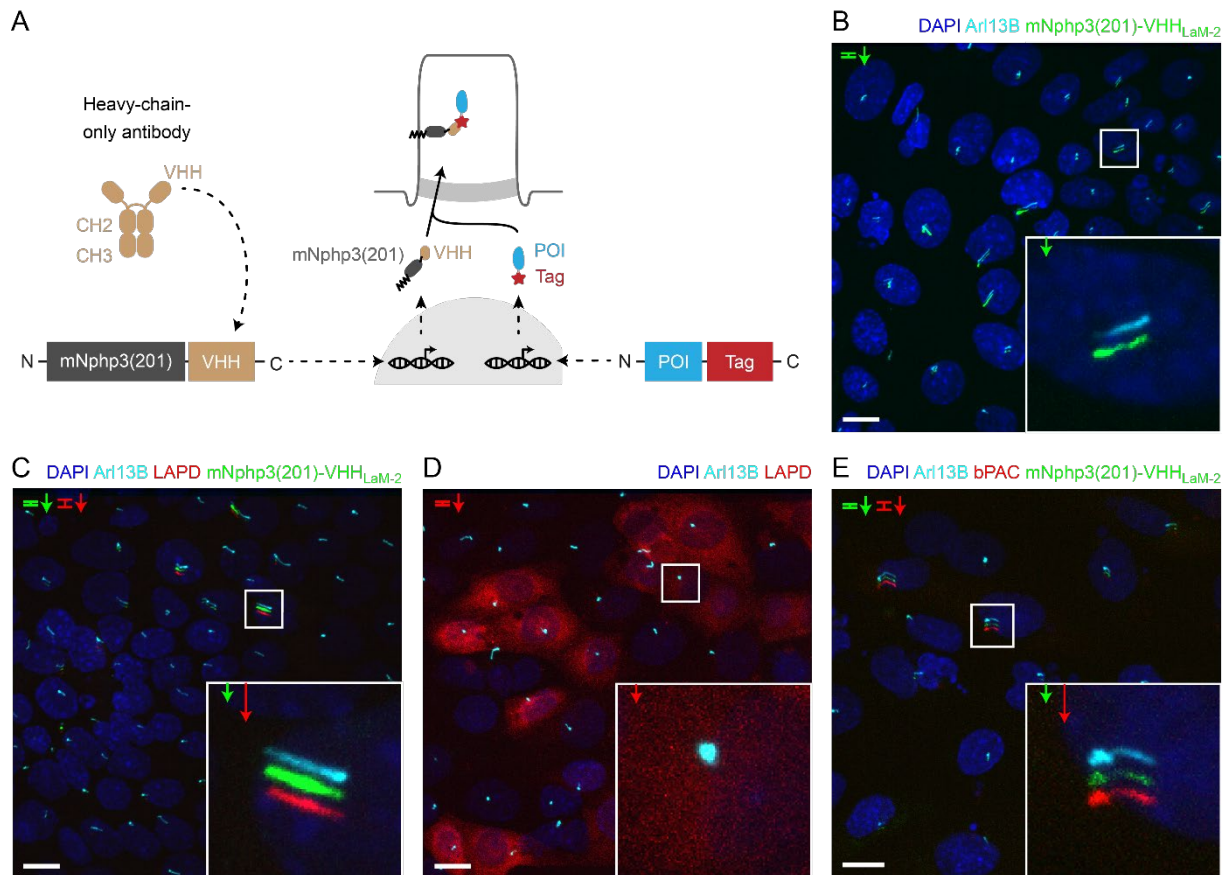 A
Heavy-chain-
only antibody
VHH
CH2
CH3
mNphp3(201)
VHH
POI
Tag
N
mNphp3(201)
VHH
C
N
POI
Tag
C
B
DAPI Arl13B mNphp3(201)-VHHLaM-2
C
DAPI Arl13B LAPD mNphp3(201)-VHHLaM-2
D
DAPI Arl13B LAPD
E
DAPI Arl13B bPAC mNphp3(201)-VHHLaM-2